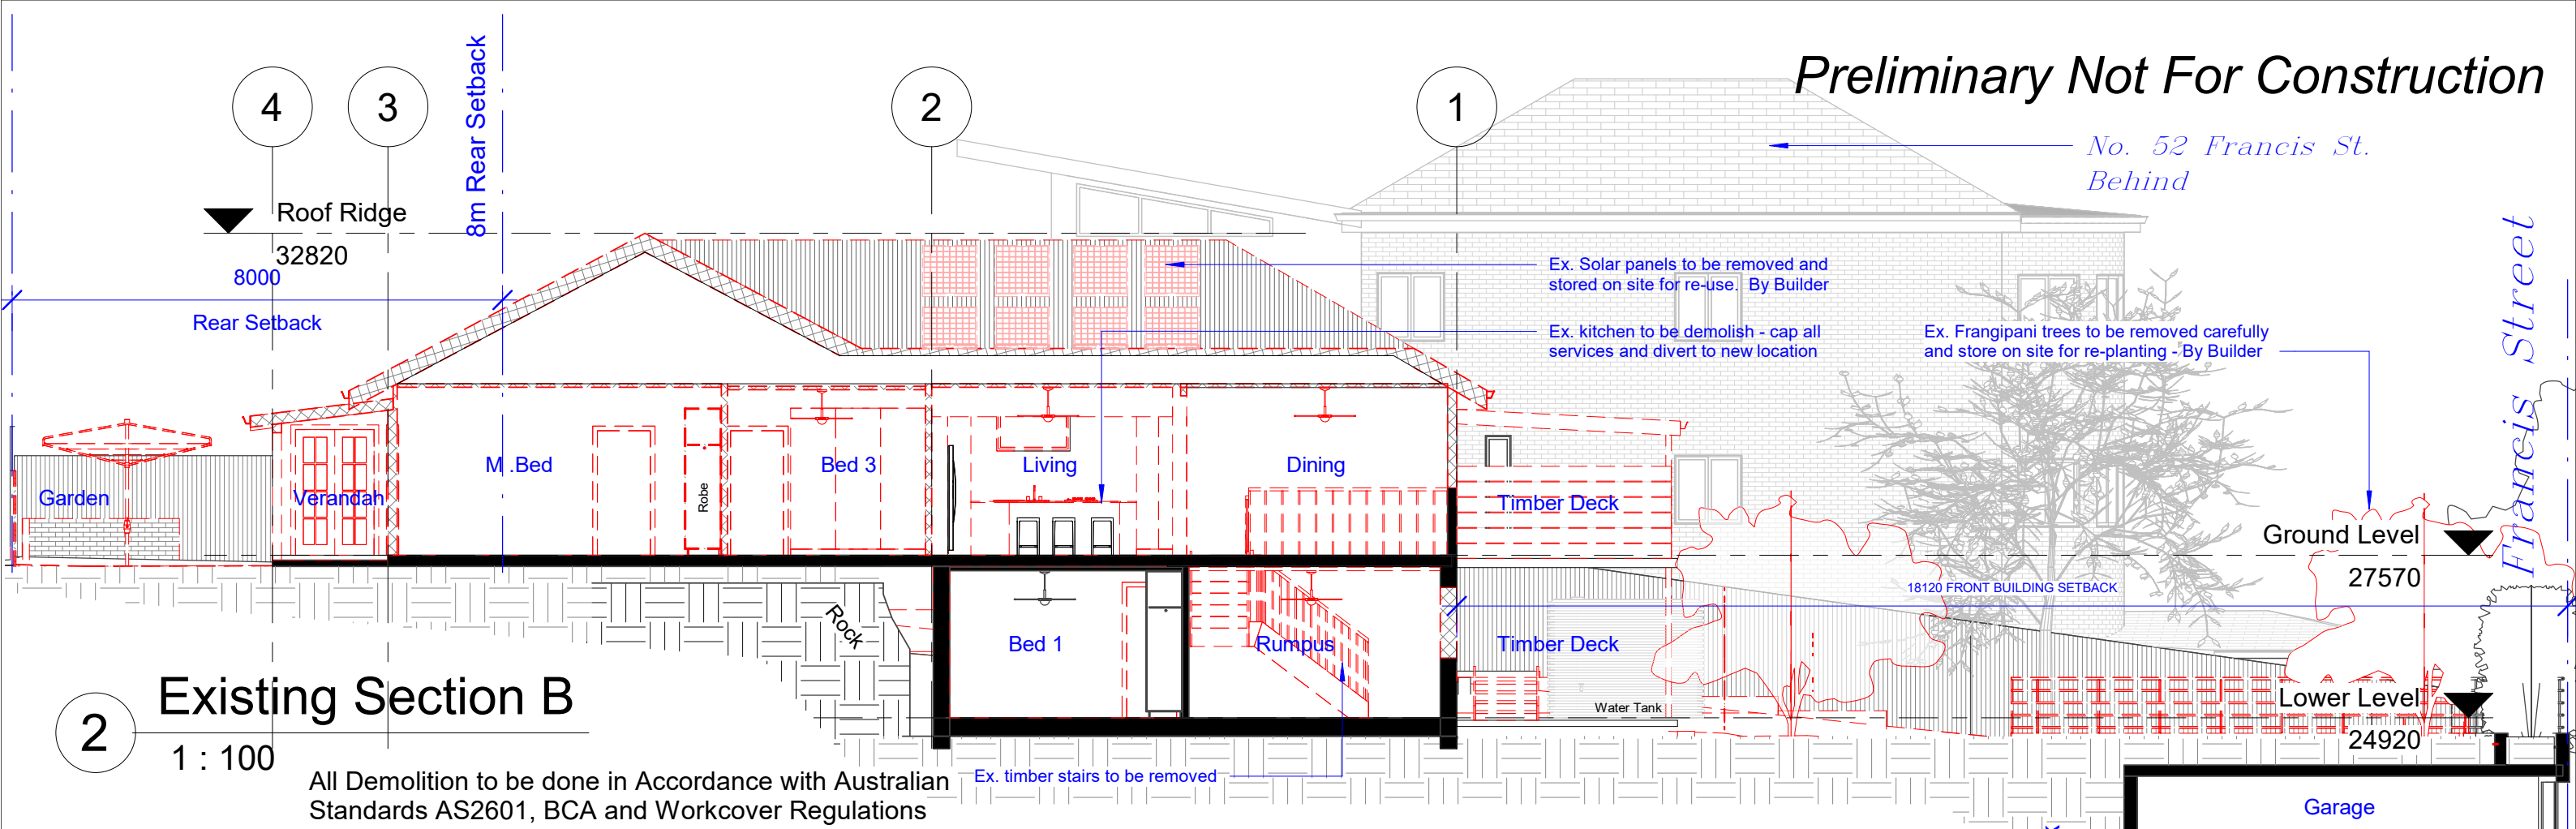 Preliminary Not For Construction
4
3
2
1
8m Rear Setback
No. 52 Francis St.
Behind
Roof Ridge
32820
8000
Rear Setback
Ex. Solar panels to be removed and
stored on site for re-use.  By Builder
Ex. kitchen to be demolish - cap all
services and divert to new location
Ex. Frangipani trees to be removed carefully
and store on site for re-planting - By Builder
Francis Street
Garden
Verandah
M .Bed
Robe
Bed 3
Living
Dining
Timber Deck
Ground Level
27570
18120 FRONT BUILDING SETBACK
Rock
Bed 1
Rumpus
Timber Deck
Water Tank
Lower Level
24920
2
Existing Section B
1 : 100
All Demolition to be done in Accordance with Australian
Standards AS2601, BCA and Workcover Regulations
Ex. timber stairs to be removed
Garage